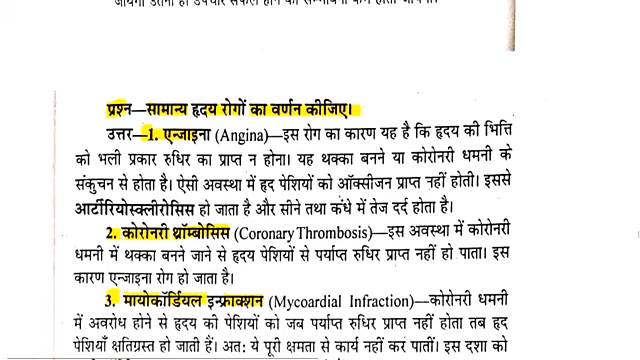 प्रश्न—सामान्य हृदय रोगों का वर्णन कीजिए।
उत्तर—1. एन्जाइना (Angina)—इस रोग का कारण यह है कि हृदय की भित्ति
को भली प्रकार रुधिर का प्राप्त न होना। यह थक्का बनने या कोरोनरी धमनी के
संकुचन से होता है। ऐसी अवस्था में हृद पेशियों को ऑक्सीजन प्राप्त नहीं होती। इससे
आर्टीरियोस्क्लीरोसिस हो जाता है और सीने तथा कंधे में तेज दर्द होता है।
2. कोरोनरी थ्रॉम्बोसिस (Coronary Thrombosis)—इस अवस्था में कोरोनरी
धमनी में थक्का बनने जाने से हृदय पेशियों से पर्याप्त रुधिर प्राप्त नहीं हो पाता। इस
कारण एन्जाइना रोग हो जाता है।
3. मायोकॉर्डियल इन्फ्राक्शन (Mycoardial Infraction)—कोरोनरी धमनी
में अवरोध होने से हृदय को पेशियों को जब पर्याप्त रुधिर प्राप्त नहीं होता तब हृद
पेशियाँ क्षतिग्रस्त हो जाती हैं। अत: ये पूरी क्षमता से कार्य नहीं कर पातीं। इस दशा को